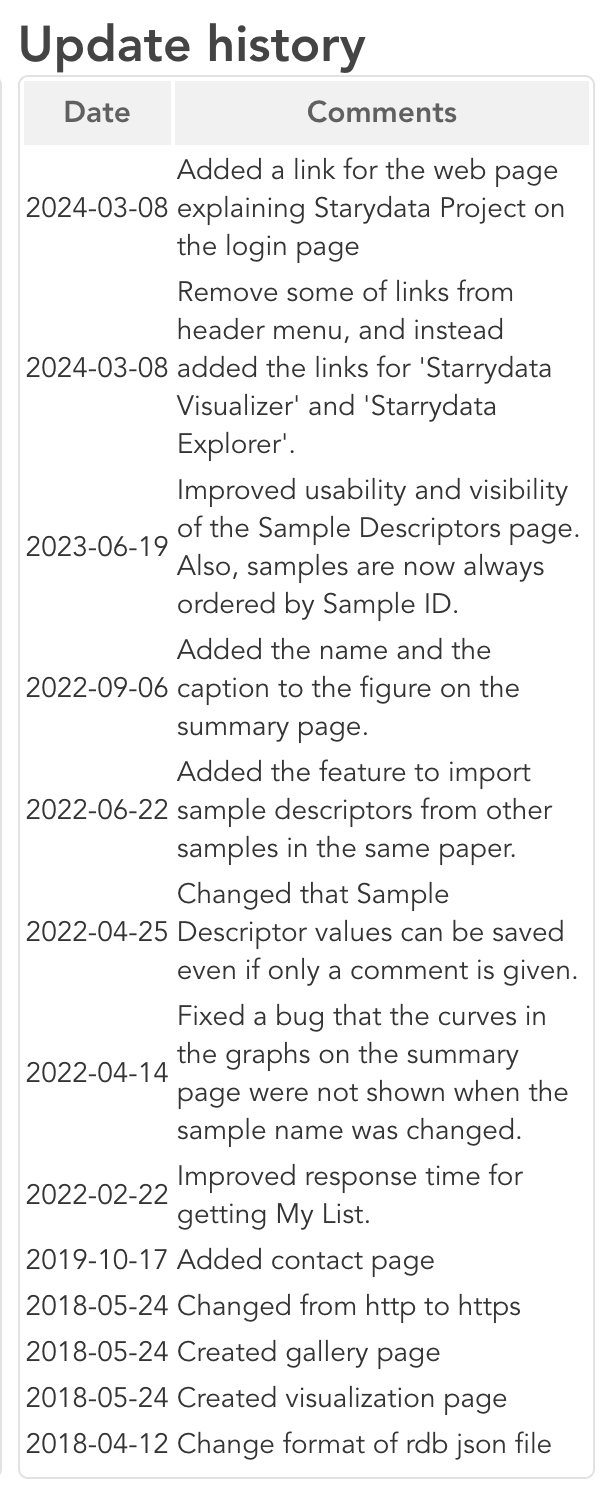 Update history
Date Comments
Added a link for the web page
2024-03-08 explaining Starydata Project on
the login page
Remove some of links from
header menu, and instead
2024-03-08 added the links for 'Starrydata
Visualizer' and 'Starrydata
Explorer'.
Improved usability and visibility
of the Sample Descriptors page.
2023-06-19
Also, samples are now always
ordered by Sample ID.
Added the name and the
2022-09-06 caption to the figure on the
summary page.
Added the feature to import
2022-06-22 sample descriptors from other
samples in the same paper.
Changed that Sample
2022-04-25 Descriptor values can be saved
even if only a comment is given.
Fixed a bug that the curves in
the graphs on the summary
2022-04-14
page were not shown when the
sample name was changed.
Improved response time for
2022-02-22
getting My List.
2019-10-17 Added contact page
2018-05-24 Changed from http to https
2018-05-24 Created gallery page
2018-05-24 Created visualization page
2018-04-12 Change format of rdb json file